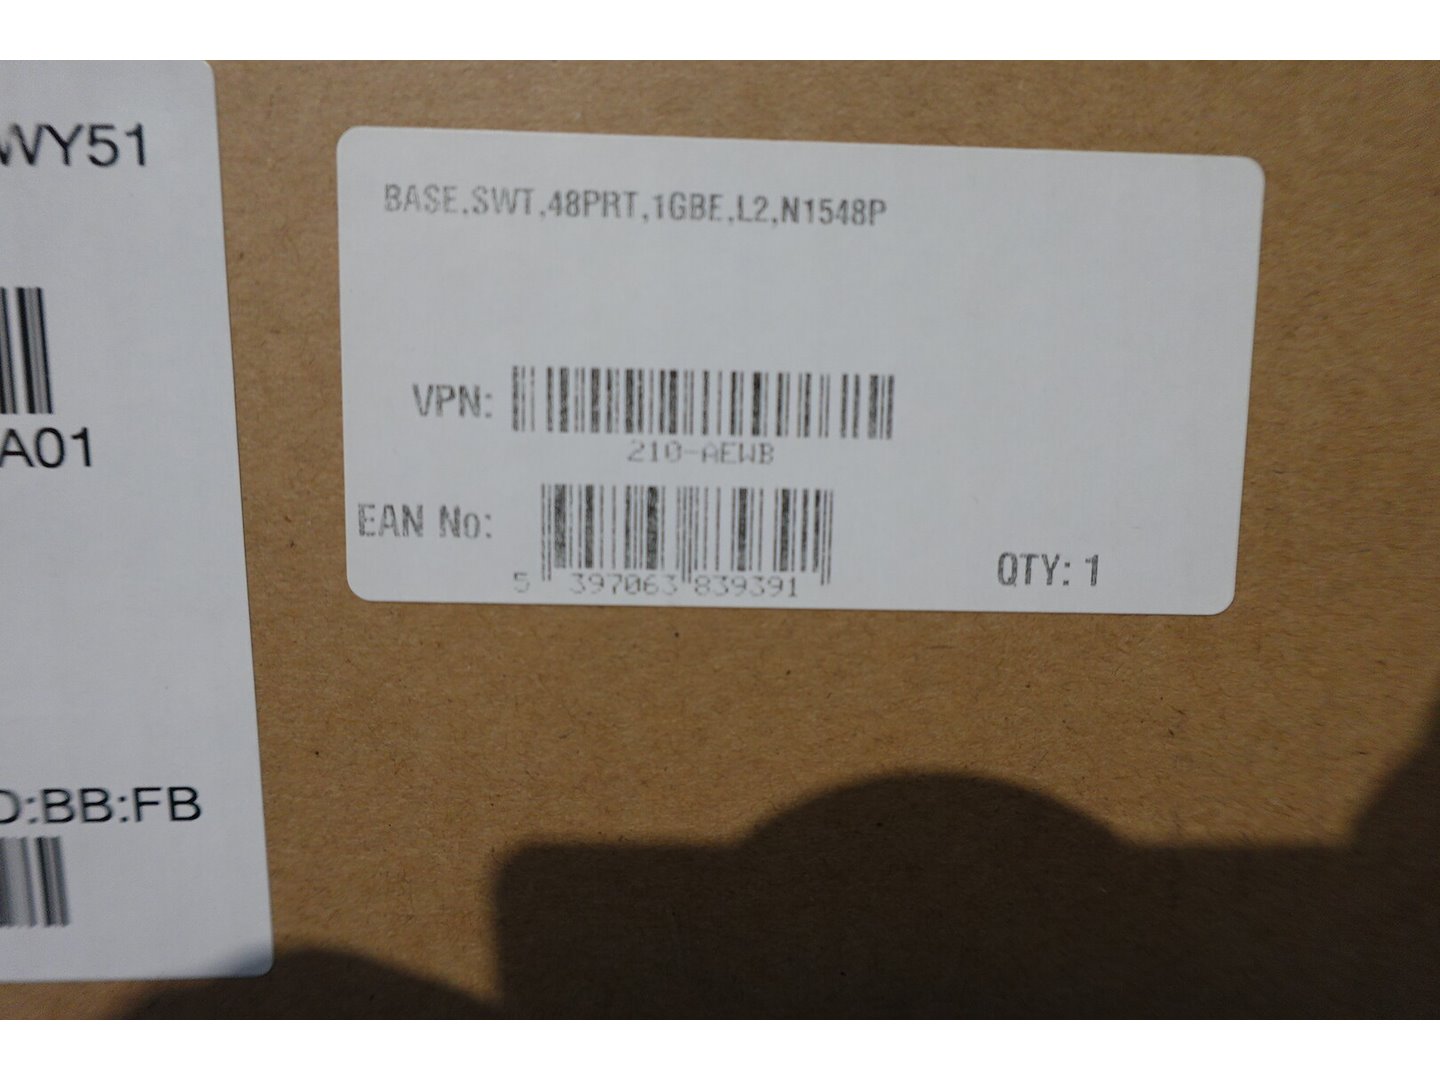 WY51
A01
D:BB:FB
BASE,SWT,48PRT,1GBE,L2,N1548P
VPN:
210-AEWB
EAN No:
5 397063 839391
QTY: 1